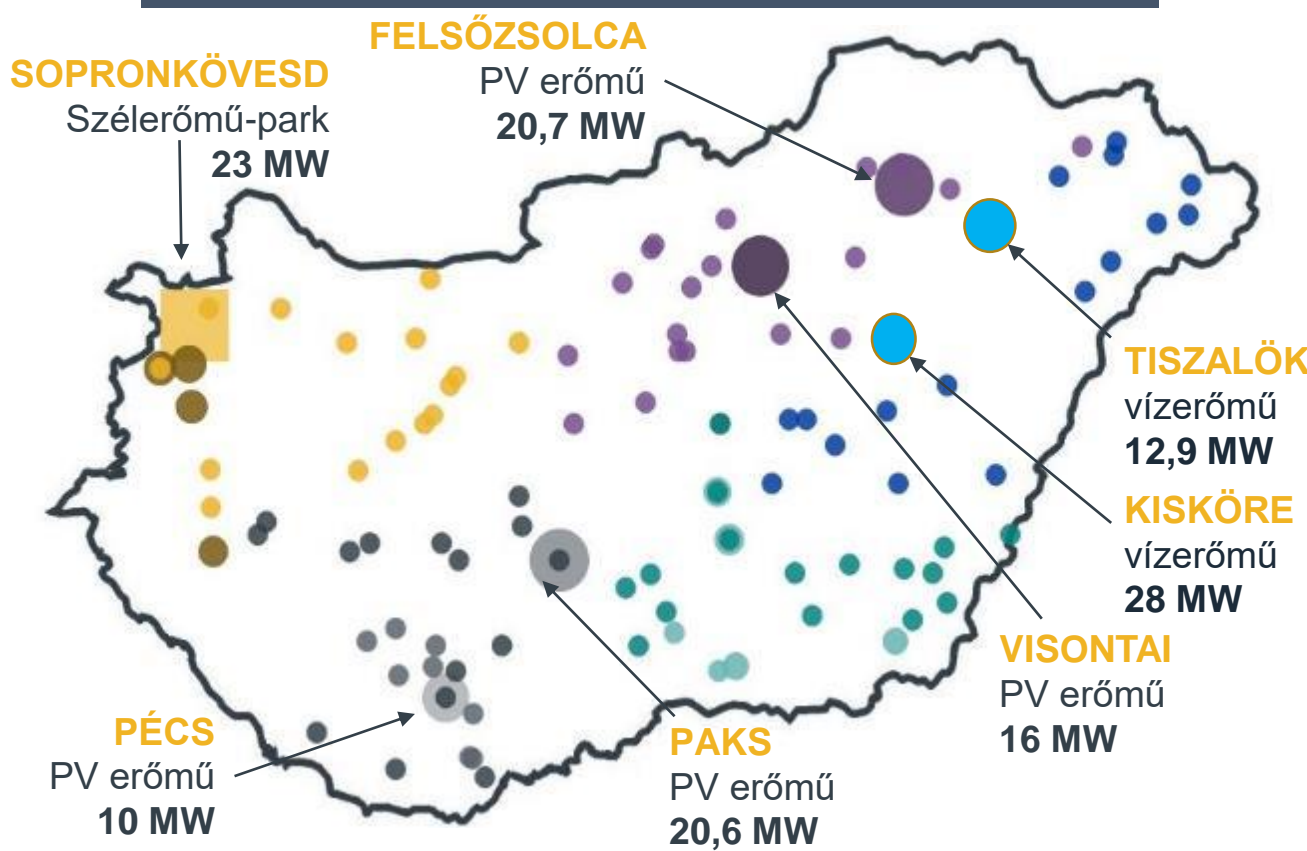 FELSŐZSOLCA
PV erőmű
20,7 MW
SOPRONKÖVESD
Szélerőmű-park
23 MW
TISZALÖK
vízerőmű
12,9 MW
KISKÖRE
vízerőmű
28 MW
VISONTAI
PV erőmű
16 MW
PÉCS
PV erőmű
10 MW
PAKS
PV erőmű
20,6 MW